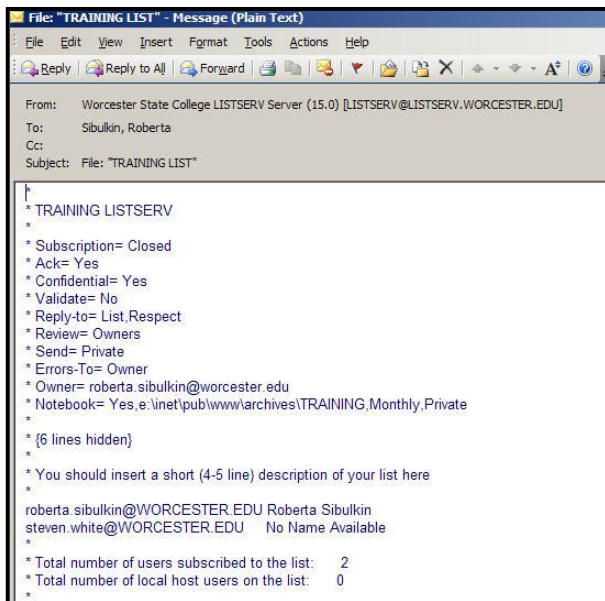 File: "TRAINING LIST" - Message (Plain Text)
File Edit View Insert Format Tools Actions Help
Reply Reply to All Forward A
From: Worcester State College LISTSERV Server (15.0) [LISTSERV@LISTSERV.WORCESTER.EDU]
To: Sibulkin, Roberta
Cc:
Subject: File: "TRAINING LIST"
*
* TRAINING LISTSERV
*
* Subscription= Closed
* Ack= Yes
* Confidential= Yes
* Validate= No
* Reply-to= List,Respect
* Review= Owners
* Send= Private
* Errors-To= Owner
* Owner= roberta.sibulkin@worcester.edu
* Notebook= Yes,e:\inet\pub\www\archives\TRAINING,Monthly,Private
*
* {6 lines hidden}
*
* You should insert a short (4-5 line) description of your list here
*
roberta.sibulkin@WORCESTER.EDU Roberta Sibulkin
steven.white@WORCESTER.EDU No Name Available
*
* Total number of users subscribed to the list: 2
* Total number of local host users on the list: 0
*